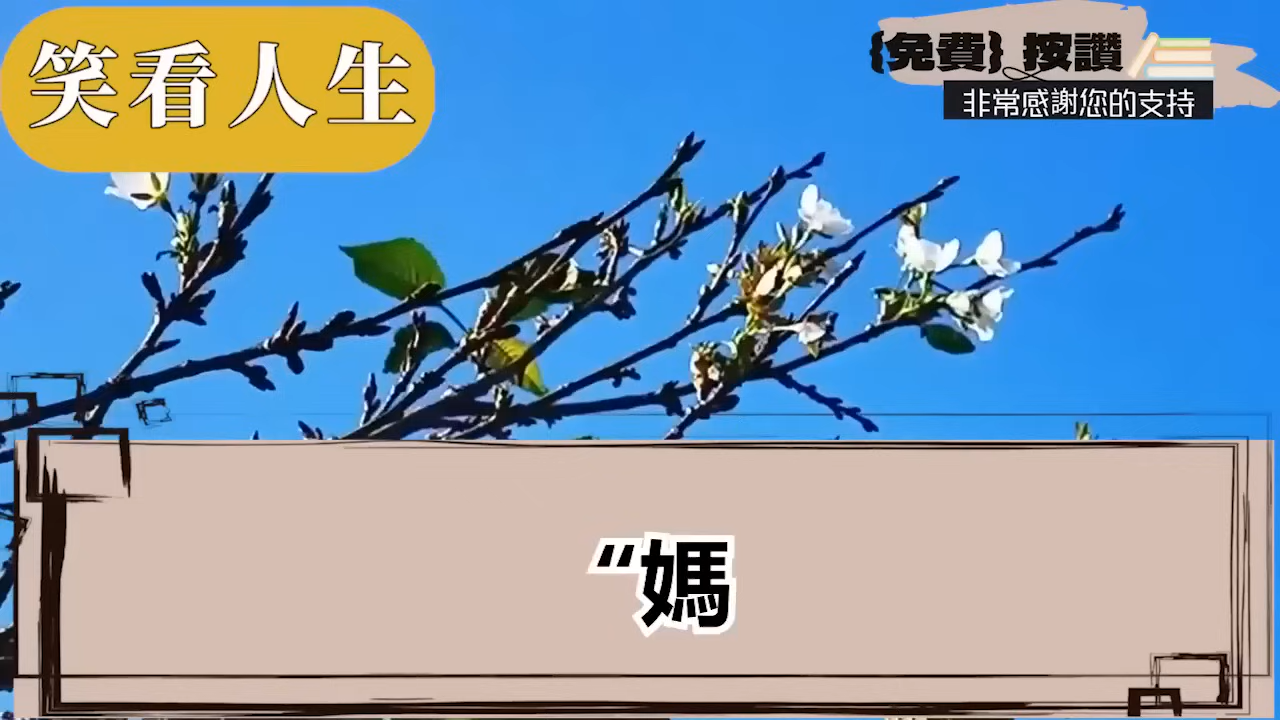 笑看人生
{免費} 按讚
非常感謝您的支持
“媽